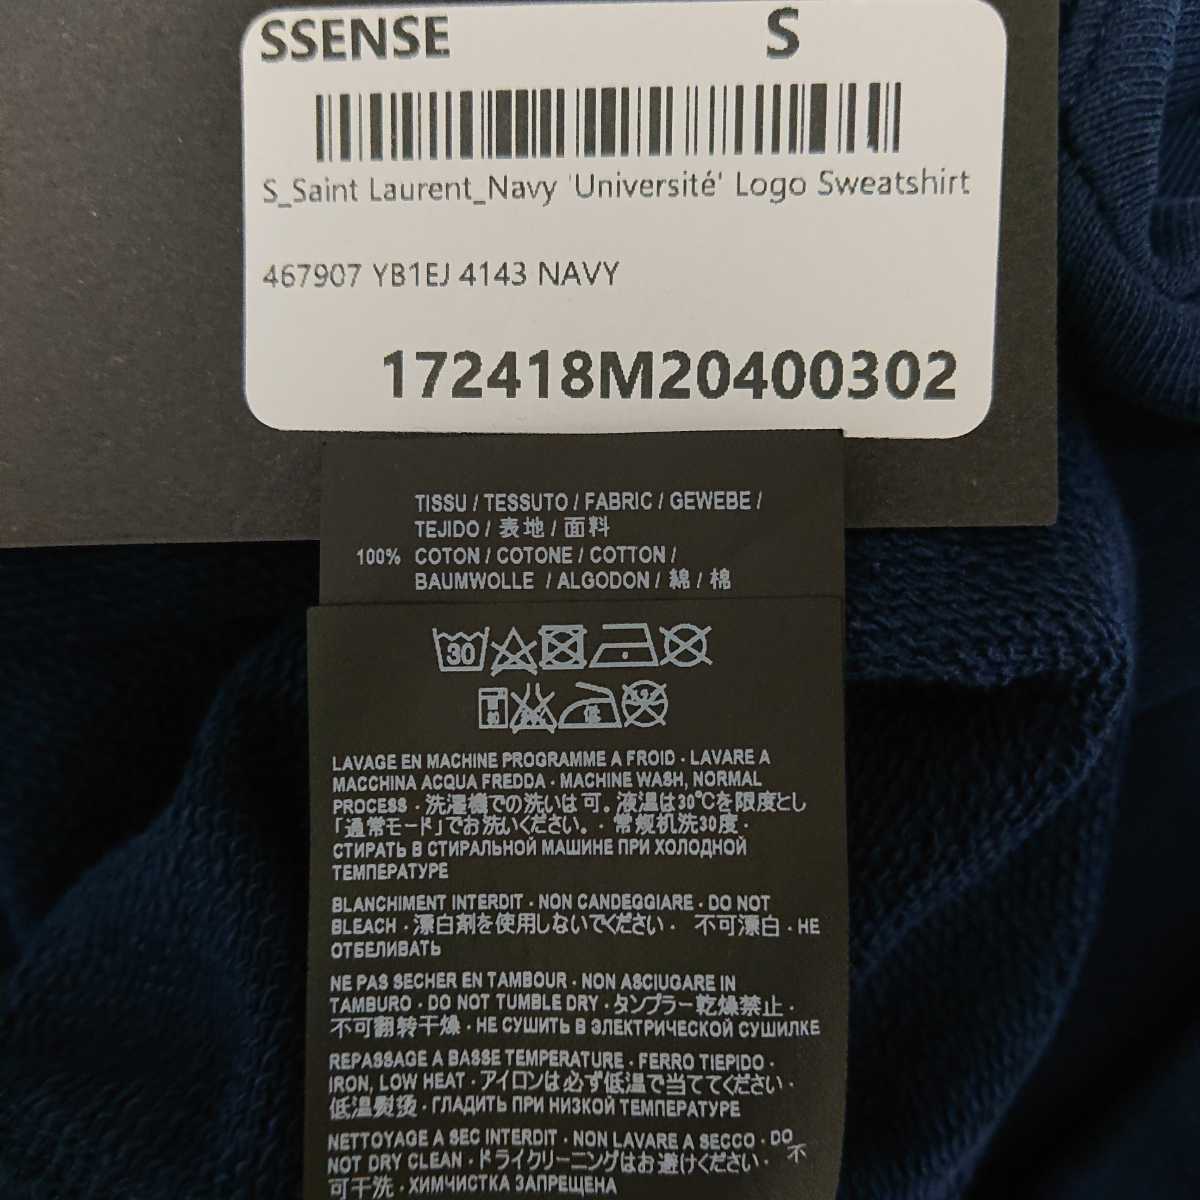 SSENSE S
S_Saint Laurent_Navy 'Université' Logo Sweatshirt
467907 YB1EJ 4143 NAVY
172418M20400302
TISSU / TESSUTO / FABRIC / GEWEBE /
TEJIDO / 表地 / 面料
100% COTON / COTONE / COTTON /
BAUMWOLLE / ALGODON / 綿 / 棉
30
低
LAVAGE EN MACHINE PROGRAMME A FROID · LAVARE A
MACCHINA ACQUA FREDDA · MACHINE WASH, NORMAL
PROCESS · 洗濯機での洗いは可。液温は30℃を限度とし
「通常モード」でお洗いください。· 常规机洗30度 ·
СТИРАТЬ В СТИРАЛЬНОЙ МАШИНЕ ПРИ ХОЛОДНОЙ
ТЕМПЕРАТУРЕ
BLANCHIMENT INTERDIT · NON CANDEGGIARE · DO NOT
BLEACH · 漂白剤を使用しないでください · 不可漂白 · НЕ
ОТБЕЛИВАТЬ
NE PAS SECHER EN TAMBOUR · NON ASCIUGARE IN
TAMBURO · DO NOT TUMBLE DRY · タンブラー乾燥禁止 ·
不可翻转干燥 · НЕ СУШИТЬ В ЭЛЕКТРИЧЕСКОЙ СУШИЛКЕ
REPASSAGE A BASSE TEMPERATURE · FERRO TIEPIDO ·
IRON, LOW HEAT · アイロンは必ず低温で当ててください ·
低温熨烫 · ГЛАДИТЬ ПРИ НИЗКОЙ ТЕМПЕРАТУРЕ
NETTOYAGE A SEC INTERDIT · NON LAVARE A SECCO · DO
NOT DRY CLEAN · ドライクリーニングはお避けください · 不
可干洗 · ХИМЧИСТКА ЗАПРЕЩЕНА